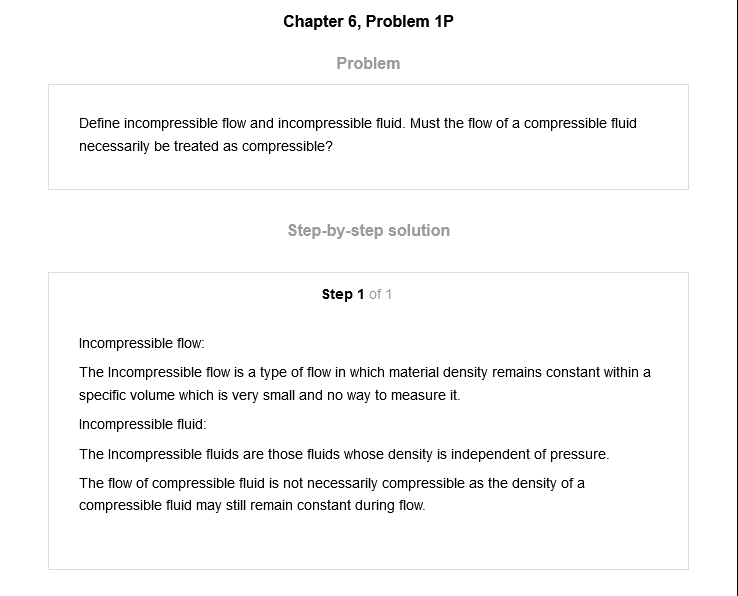 Chapter 6, Problem 1P
Problem
Define incompressible flow and incompressible fluid. Must the flow of a compressible fluid
necessarily be treated as compressible?
Step-by-step solution
Step 1 of 1
Incompressible flow:
The Incompressible flow is a type of flow in which material density remains constant within a
specific volume which is very small and no way to measure it.
Incompressible fluid:
The Incompressible fluids are those fluids whose density is independent of pressure.
The flow of compressible fluid is not necessarily compressible as the density of a
compressible fluid may still remain constant during flow.